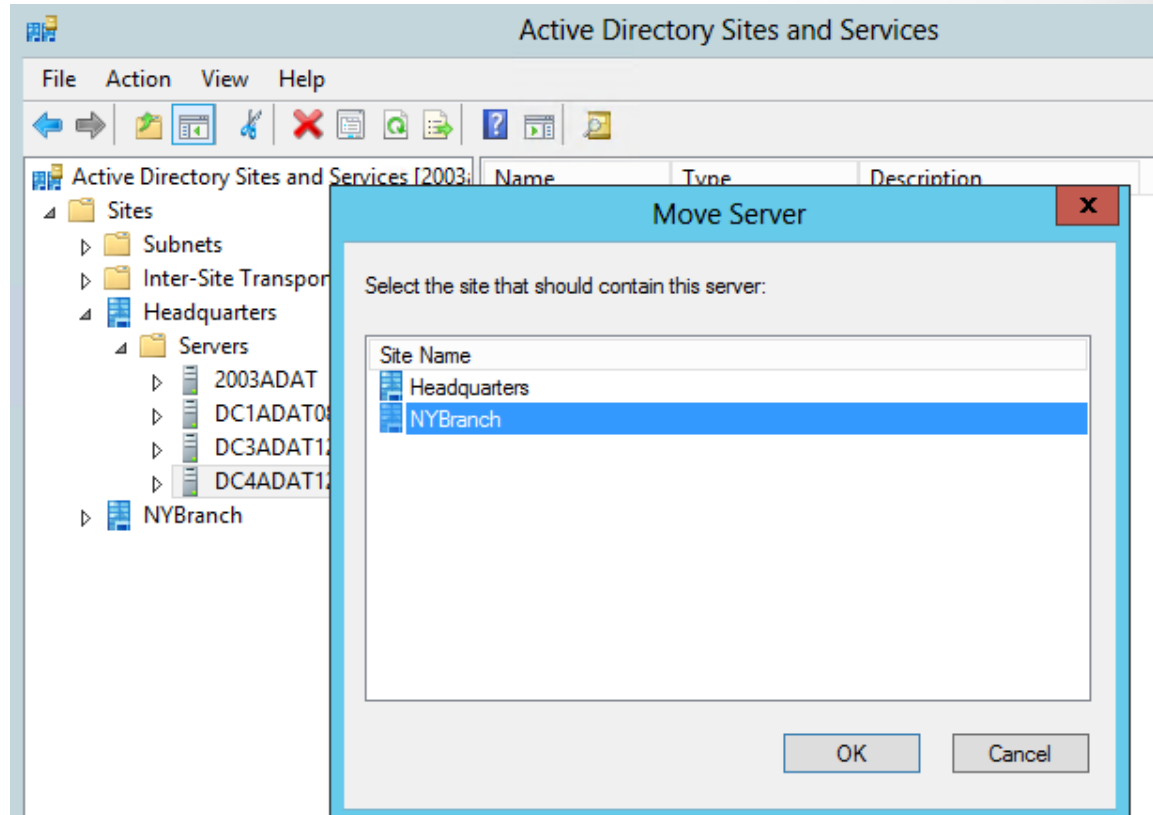 Active Directory Sites and Services
File Action View Help
Active Directory Sites and Services [2003
Name Type Description
Sites
Subnets
Inter-Site Transpor
Headquarters
Servers
2003ADAT
DC1ADAT0
DC3ADAT1
DC4ADAT1
NYBranch
Move Server
x
Select the site that should contain this server:
Site Name
Headquarters
NYBranch
OK Cancel